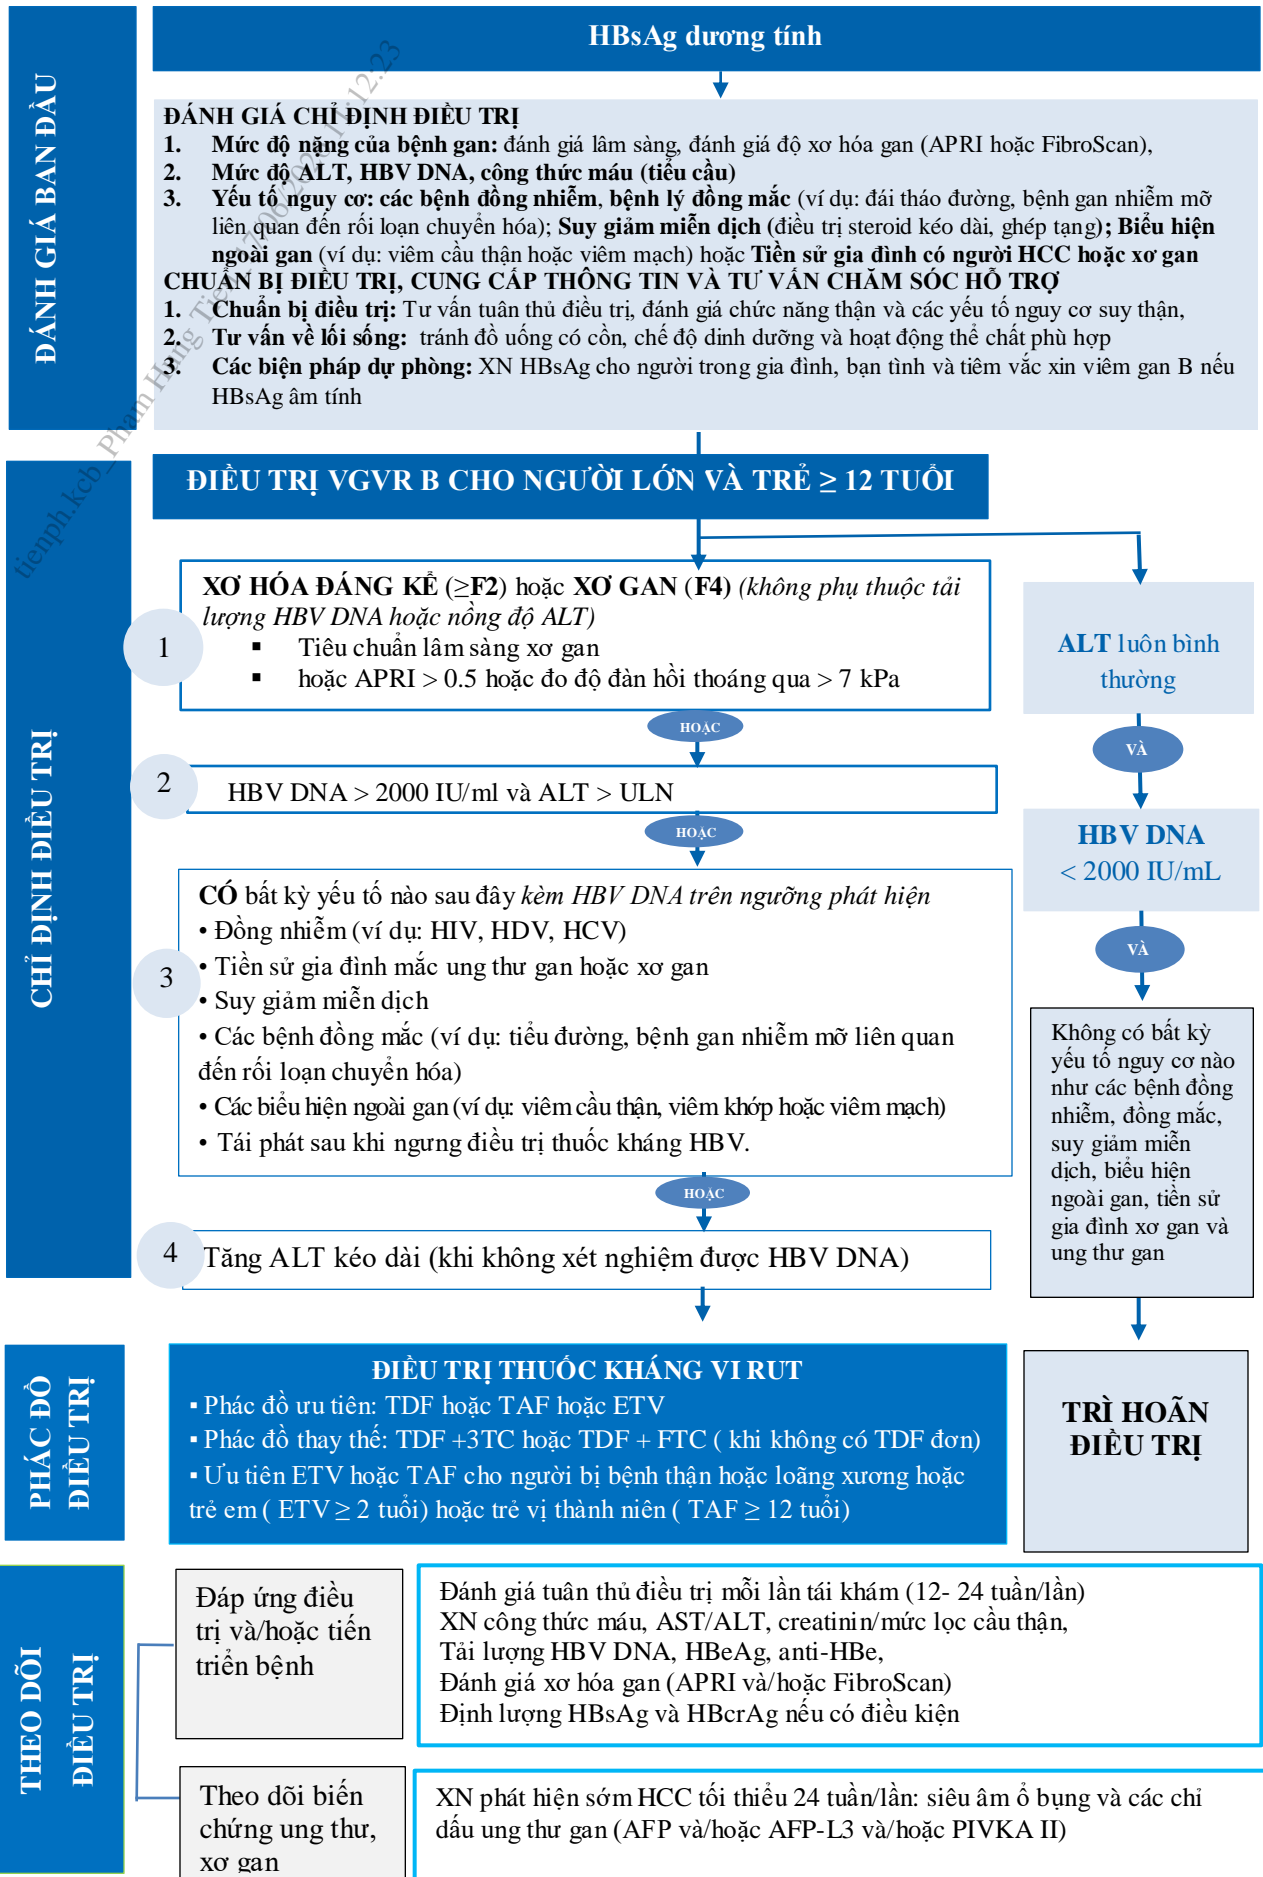 HBsAg dương tính
ĐÁNH GIÁ BAN ĐẦU
ĐÁNH GIÁ CHỈ ĐỊNH ĐIỀU TRỊ
1. Mức độ nặng của bệnh gan: đánh giá lâm sàng, đánh giá độ xơ hóa gan (APRI hoặc FibroScan),
2. Mức độ ALT, HBV DNA, công thức máu (tiểu cầu)
3. Yếu tố nguy cơ: các bệnh đồng nhiễm, bệnh lý đồng mắc (ví dụ: đái tháo đường, bệnh gan nhiễm mỡ
liên quan đến rối loạn chuyển hóa); Suy giảm miễn dịch (điều trị steroid kéo dài, ghép tạng); Biểu hiện
ngoài gan (ví dụ: viêm cầu thận hoặc viêm mạch) hoặc Tiền sử gia đình có người HCC hoặc xơ gan
CHUẨN BỊ ĐIỀU TRỊ, CUNG CẤP THÔNG TIN VÀ TƯ VẤN CHĂM SÓC HỖ TRỢ
1. Chuẩn bị điều trị: Tư vấn tuân thủ điều trị, đánh giá chức năng thận và các yếu tố nguy cơ suy thận,
2. Tư vấn về lối sống: tránh đồ uống có cồn, chế độ dinh dưỡng và hoạt động thể chất phù hợp
3. Các biện pháp dự phòng: XN HBsAg cho người trong gia đình, bạn tình và tiêm vắc xin viêm gan B nếu
HBsAg âm tính
CHỈ ĐỊNH ĐIỀU TRỊ
ĐIỀU TRỊ VGVR B CHO NGƯỜI LỚN VÀ TRẺ ≥ 12 TUỔI
1
XƠ HÓA ĐÁNG KỂ (≥F2) hoặc XƠ GAN (F4) (không phụ thuộc tải
lượng HBV DNA hoặc nồng độ ALT)
▪ Tiêu chuẩn lâm sàng xơ gan
▪ hoặc APRI > 0.5 hoặc đo độ đàn hồi thoáng qua > 7 kPa
HOẶC
2
HBV DNA > 2000 IU/ml và ALT > ULN
HOẶC
3
CÓ bất kỳ yếu tố nào sau đây kèm HBV DNA trên ngưỡng phát hiện
• Đồng nhiễm (ví dụ: HIV, HDV, HCV)
• Tiền sử gia đình mắc ung thư gan hoặc xơ gan
• Suy giảm miễn dịch
• Các bệnh đồng mắc (ví dụ: tiểu đường, bệnh gan nhiễm mỡ liên quan
đến rối loạn chuyển hóa)
• Các biểu hiện ngoài gan (ví dụ: viêm cầu thận, viêm khớp hoặc viêm mạch)
• Tái phát sau khi ngưng điều trị thuốc kháng HBV.
HOẶC
4
Tăng ALT kéo dài (khi không xét nghiệm được HBV DNA)
ALT luôn bình
thường
VÀ
HBV DNA
< 2000 IU/mL
VÀ
Không có bất kỳ
yếu tố nguy cơ nào
như các bệnh đồng
nhiễm, đồng mắc,
suy giảm miễn
dịch, biểu hiện
ngoài gan, tiền sử
gia đình xơ gan và
ung thư gan
PHÁC ĐỒ
ĐIỀU TRỊ
ĐIỀU TRỊ THUỐC KHÁNG VI RUT
▪ Phác đồ ưu tiên: TDF hoặc TAF hoặc ETV
▪ Phác đồ thay thế: TDF +3TC hoặc TDF + FTC ( khi không có TDF đơn)
▪ Ưu tiên ETV hoặc TAF cho người bị bệnh thận hoặc loãng xương hoặc
trẻ em ( ETV ≥ 2 tuổi) hoặc trẻ vị thành niên ( TAF ≥ 12 tuổi)
TRÌ HOÃN
ĐIỀU TRỊ
THEO DÕI
ĐIỀU TRỊ
Đáp ứng điều
trị và/hoặc tiến
triển bệnh
Đánh giá tuân thủ điều trị mỗi lần tái khám (12- 24 tuần/lần)
XN công thức máu, AST/ALT, creatinin/mức lọc cầu thận,
Tải lượng HBV DNA, HBeAg, anti-HBe,
Đánh giá xơ hóa gan (APRI và/hoặc FibroScan)
Định lượng HBsAg và HBcrAg nếu có điều kiện
Theo dõi biến
chứng ung thư,
xơ gan
XN phát hiện sớm HCC tối thiểu 24 tuần/lần: siêu âm ổ bụng và các chỉ
dấu ung thư gan (AFP và/hoặc AFP-L3 và/hoặc PIVKA II)